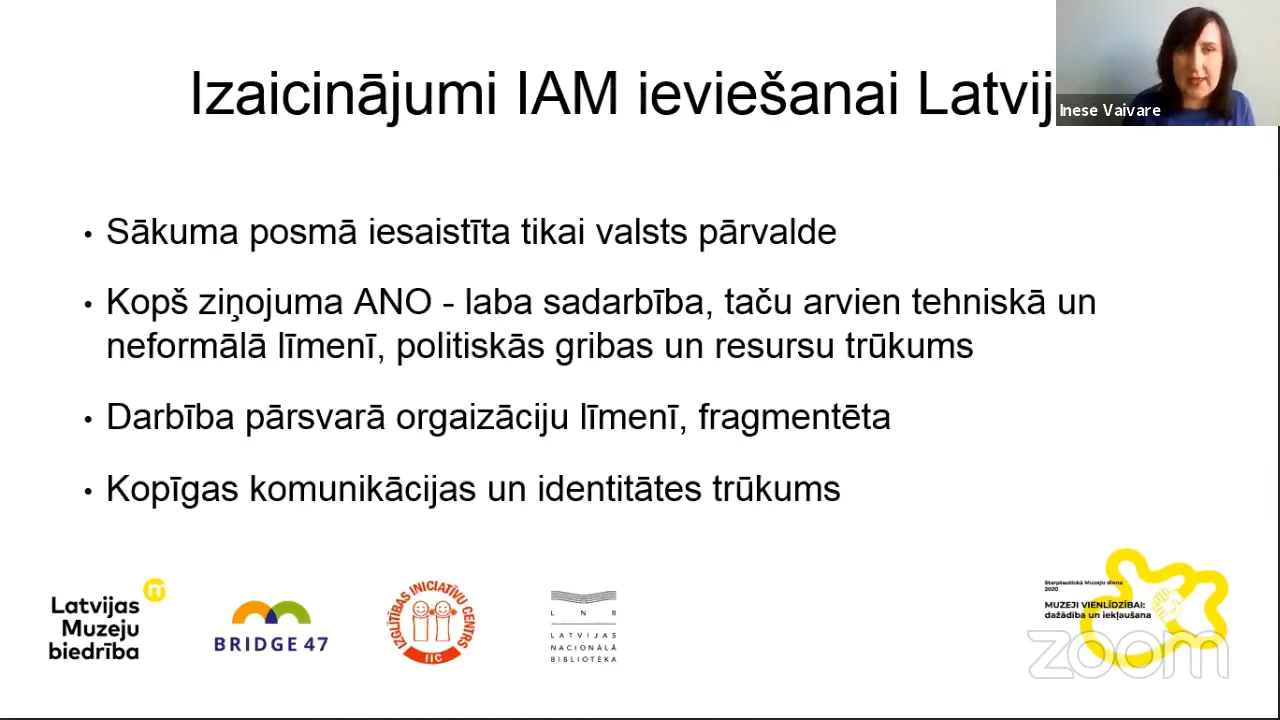 Izaicinājumi IAM ieviešanai Latvij
Inese Vaivare
• Sākuma posmā iesaistīta tikai valsts pārvalde
• Kopš ziņojuma ANO - laba sadarbība, taču arvien tehniskā un
neformālā līmenī, politiskās gribas un resursu trūkums
• Darbība pārsvarā orgaizāciju līmenī, fragmentēta
• Kopīgas komunikācijas un identitātes trūkums
m
Latvijas
Muzeju
biedrība
BRIDGE 47
IZGLĪTĪBAS INICIATĪVU CENTRS
IIC
L N B
LATVIJAS
NACIONĀLĀ
BIBLIOTĒKA
Starptautiskā Muzeju diena
2020
MUZEJI VIENLĪDZĪBAI:
dažādība un iekļaušana
zoom